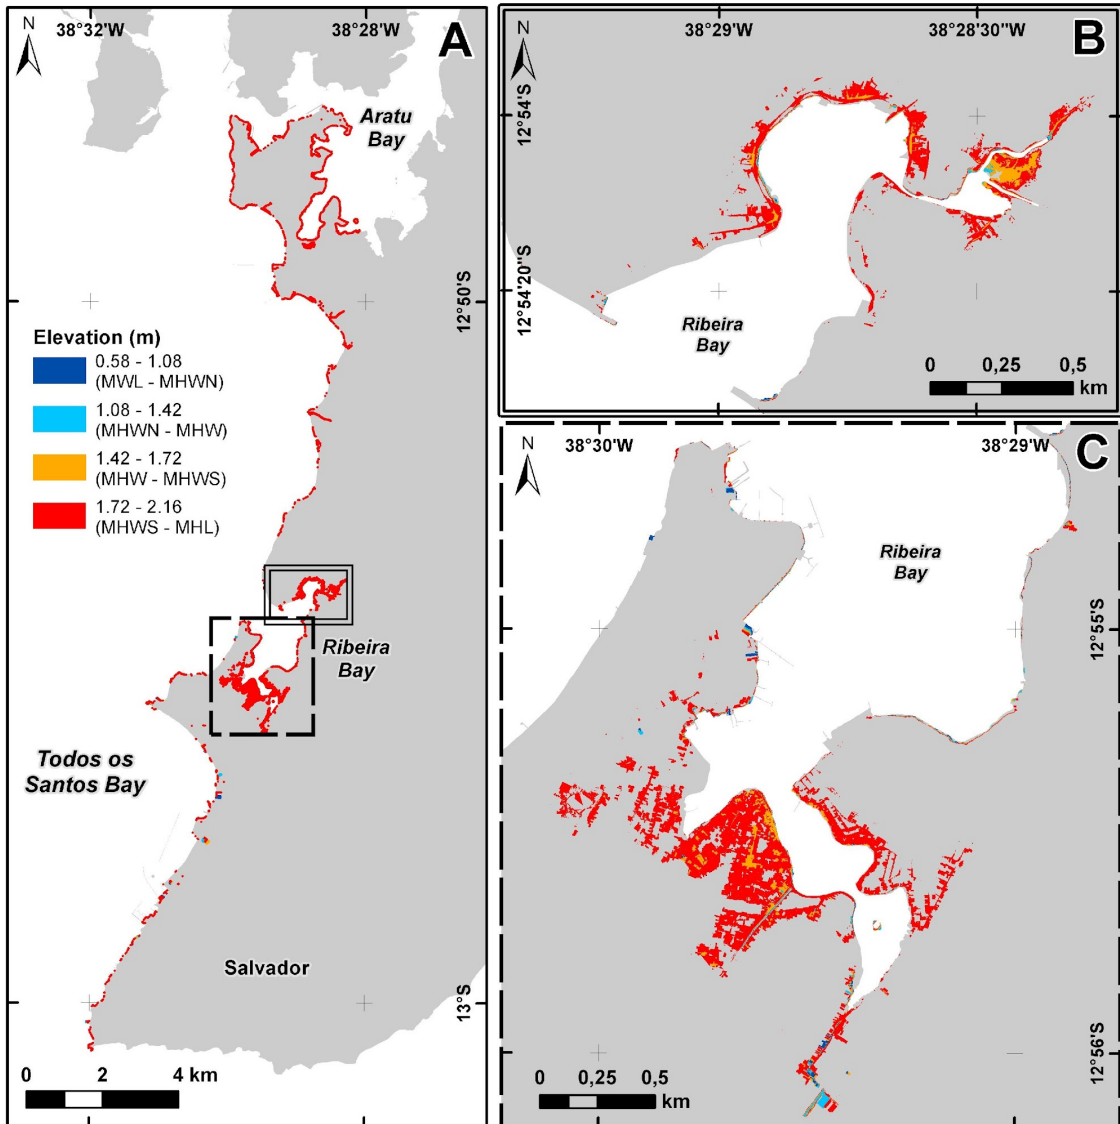 A
N
38°32'W
38°28'W
Aratu
Bay
12°50'S
Elevation (m)
0.58 - 1.08
(MWL - MHWN)
1.08 - 1.42
(MHWN - MHW)
1.42 - 1.72
(MHW - MHWS)
1.72 - 2.16
(MHWS - MHL)
Ribeira
Bay
Todos os
Santos Bay
Salvador
13°S
0 2 4 km
B
N
38°29'W
38°28'30"W
12°54'S
12°54'20"S
Ribeira
Bay
0 0,25 0,5
km
C
N
38°30'W
38°29'W
Ribeira
Bay
12°55'S
12°56'S
0 0,25 0,5
km